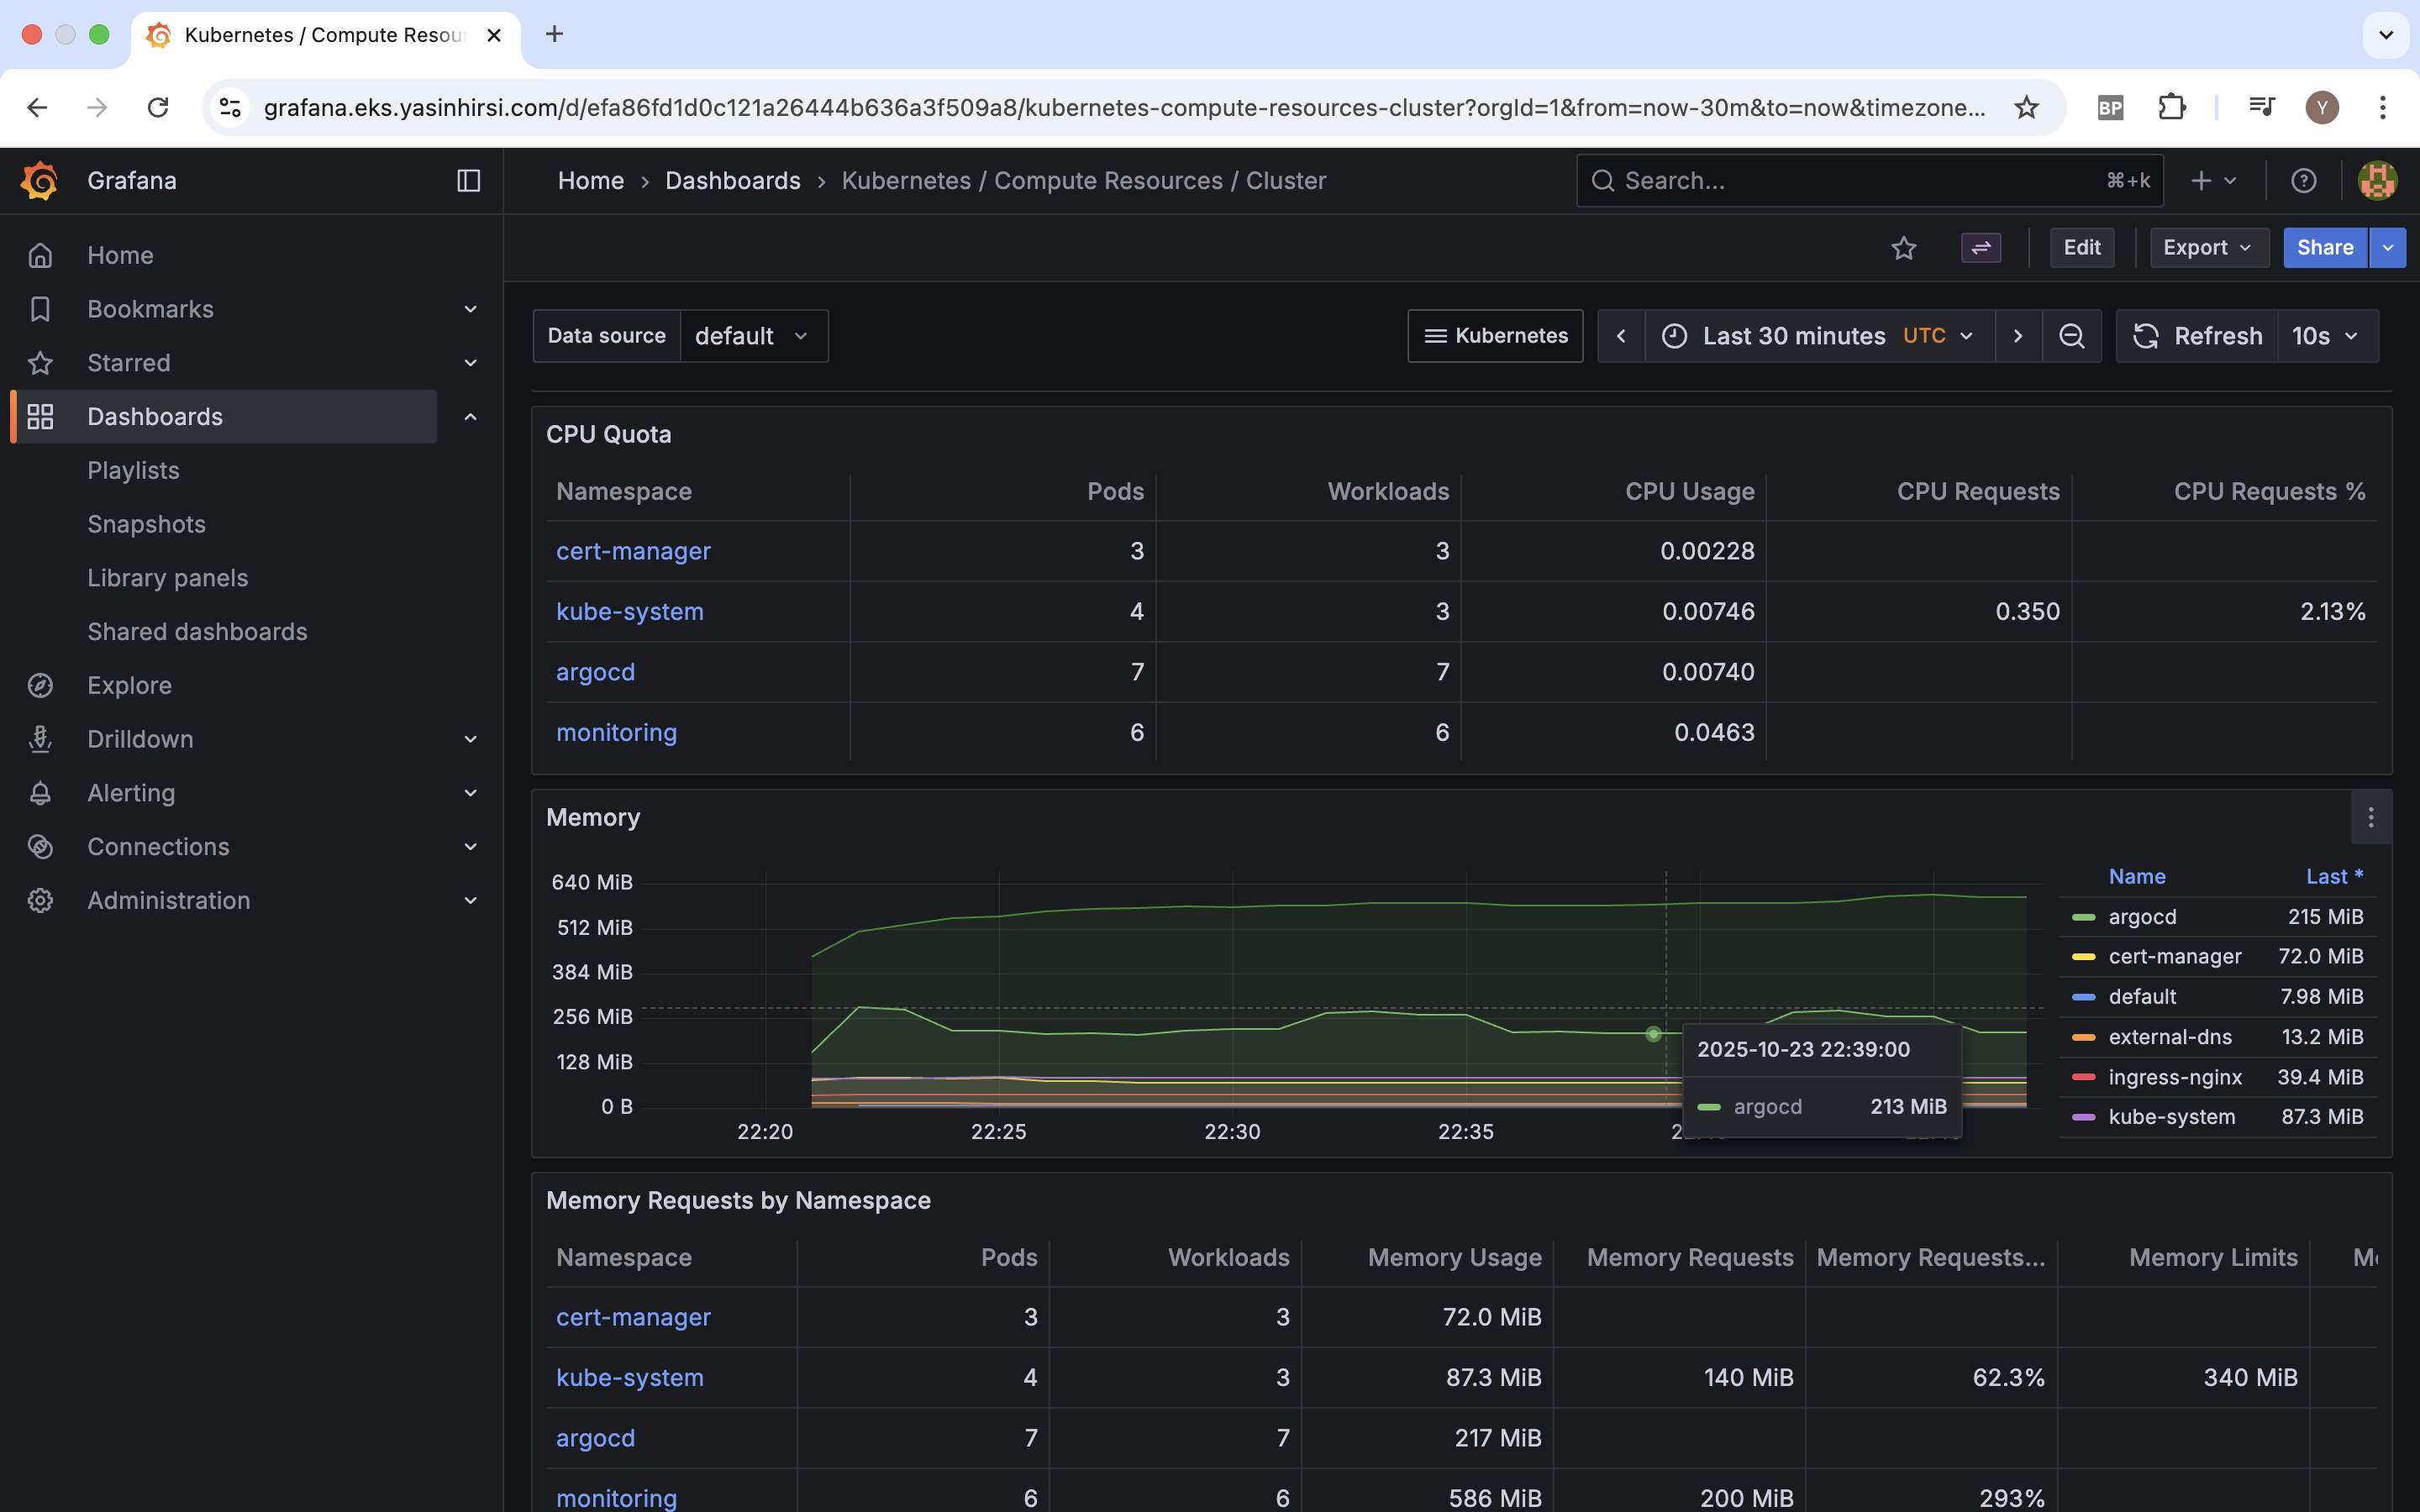 Kubernetes / Compute Resou
grafana.eks.yasinhirsi.com/d/efa86fd1d0c121a26444b636a3f509a8/kubernetes-compute-resources-cluster?orgId=1&from=now-30m&to=now&timezone...
BP
Y
Grafana
Home › Dashboards › Kubernetes / Compute Resources / Cluster
Search...
⌘+k
Edit
Export
Share
Home
Bookmarks
Starred
Dashboards
Playlists
Snapshots
Library panels
Shared dashboards
Explore
Drilldown
Alerting
Connections
Administration
Data source default
Kubernetes
Last 30 minutes UTC
Refresh 10s
CPU Quota
Namespace Pods Workloads CPU Usage CPU Requests CPU Requests %
cert-manager 3 3 0.00228
kube-system 4 3 0.00746 0.350 2.13%
argocd 7 7 0.00740
monitoring 6 6 0.0463
Memory
640 MiB
512 MiB
384 MiB
256 MiB
128 MiB
0 B
22:20 22:25 22:30 22:35
2025-10-23 22:39:00
argocd 213 MiB
Name Last *
argocd 215 MiB
cert-manager 72.0 MiB
default 7.98 MiB
external-dns 13.2 MiB
ingress-nginx 39.4 MiB
kube-system 87.3 MiB
Memory Requests by Namespace
Namespace Pods Workloads Memory Usage Memory Requests Memory Requests... Memory Limits
cert-manager 3 3 72.0 MiB
kube-system 4 3 87.3 MiB 140 MiB 62.3% 340 MiB
argocd 7 7 217 MiB
monitoring 6 6 586 MiB 200 MiB 293%